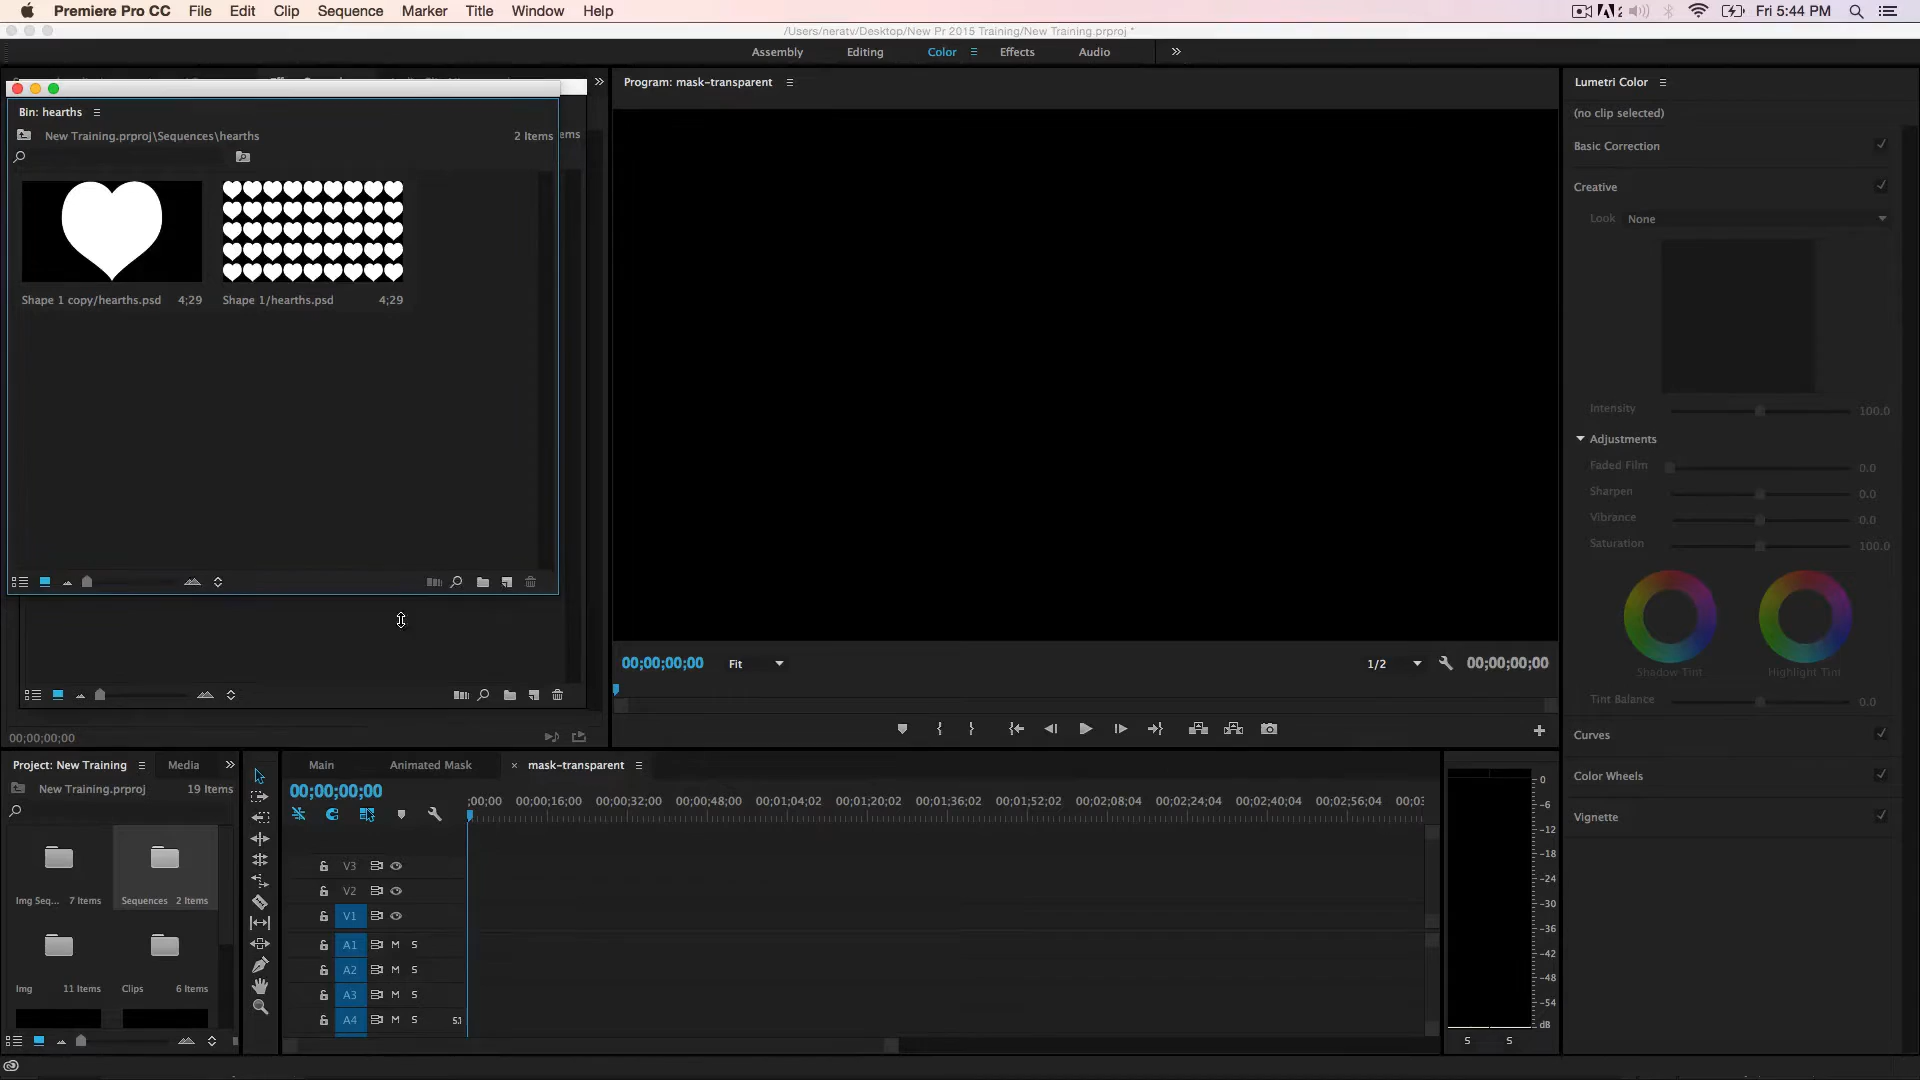 Premiere Pro CC File Edit Clip Sequence Marker Title Window Help Fri 5:44 PM
/Users/neratv/Desktop/New Pr 2015 Training/New Training.prproj *
Assembly Editing Color Effects Audio
Program: mask-transparent
Lumetri Color
Bin: hearths
(no clip selected)
New Training.prproj\Sequences\hearths 2 Items ems
Basic Correction
Creative
Look None
Shape 1 copy/hearths.psd 4;29 Shape 1/hearths.psd 4;29
Intensity 100.0
Adjustments
Faded Film 0.0
Sharpen 0.0
Vibrance 0.0
Saturation 100.0
Shadow Tint Highlight Tint
Tint Balance 0.0
00;00;00;00 Fit 1/2 00;00;00;00
00;00;00;00
Curves
Color Wheels
Vignette
Project: New Training Media
New Training.prproj 19 Items
Img Seq... 7 Items Sequences 2 Items
Img 11 Items Clips 6 Items
Main Animated Mask × mask-transparent
00;00;00;00
;00;00 00;00;16;00 00;00;32;00 00;00;48;00 00;01;04;02 00;01;20;02 00;01;36;02 00;01;52;02 00;02;08;04 00;02;24;04 00;02;40;04 00;02;56;04 00;03
V3
V2
V1
A1 M S
A2 M S
A3 M S
A4 M S 5.1
0
-6
-12
-18
-24
-30
-36
-42
-48
-54
dB
S S